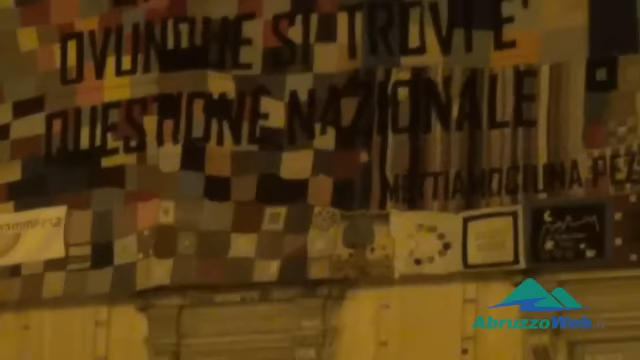 OVUNQUE SI TROVI E'
QUESTIONE NAZIONALE
METTIAMOCI UNA PEZ
AbruzzoWeb